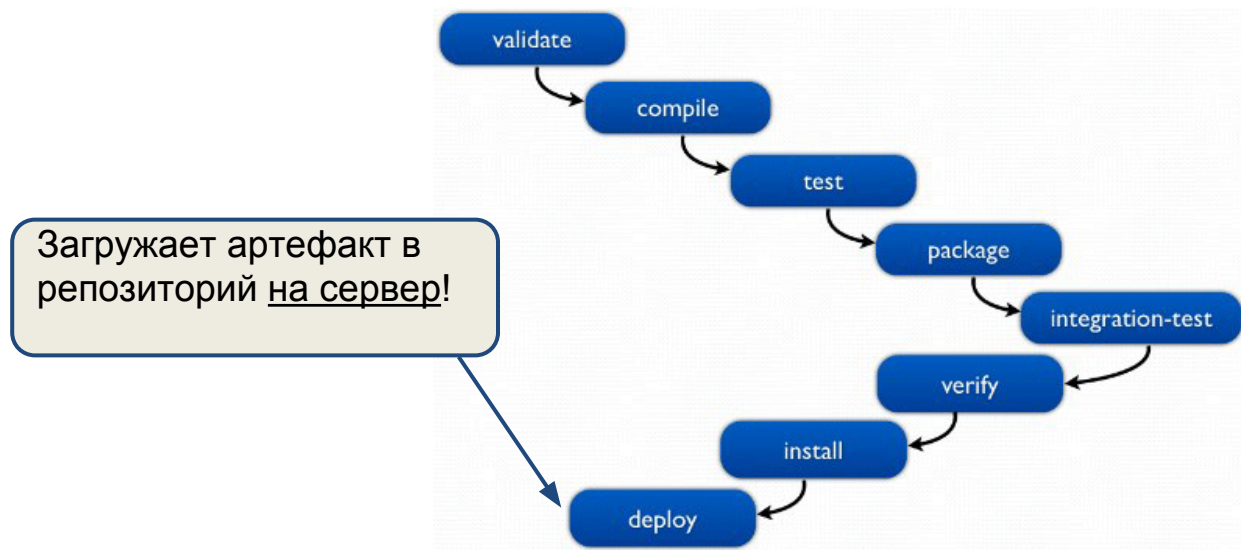 validate
compile
test
Загружает артефакт в
репозиторий на сервер!
package
integration-test
verify
install
deploy